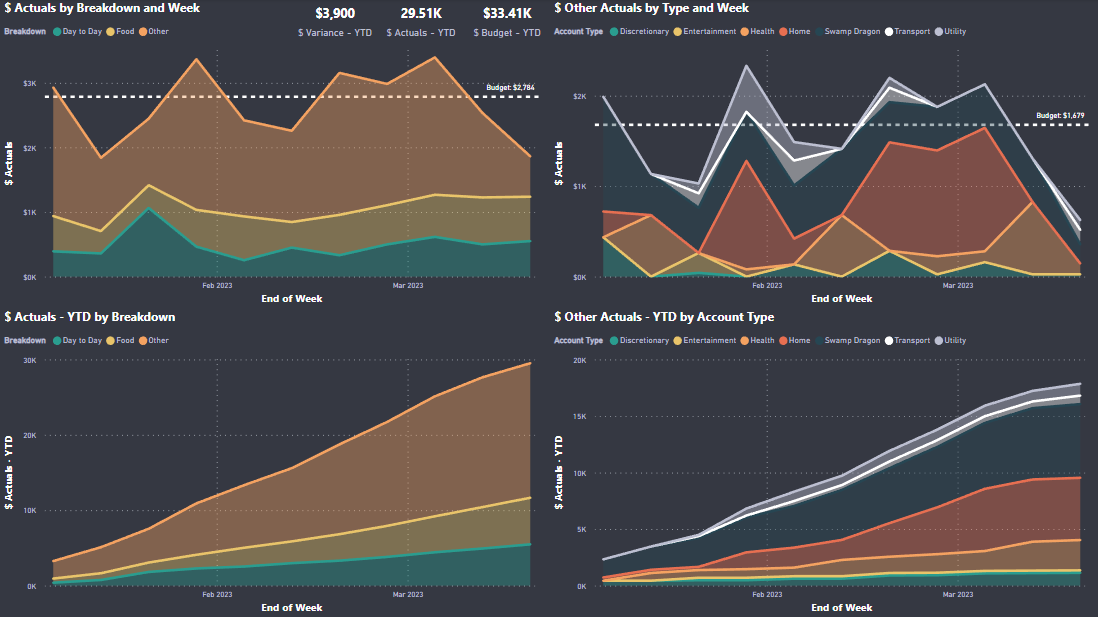 $ Actuals by Breakdown and Week
$3,900 29.51K $33.41K
$ Variance - YTD $ Actuals - YTD $ Budget - YTD
Breakdown Day to Day Food Other
$3K
$2K
$1K
$0K
$ Actuals
Budget: $2,784
Feb 2023 Mar 2023
End of Week
$ Other Actuals by Type and Week
Account Type Discretionary Entertainment Health Home Swamp Dragon Transport Utility
$2K
$1K
$0K
$ Actuals
Budget: $1,679
Feb 2023 Mar 2023
End of Week
$ Actuals - YTD by Breakdown
Breakdown Day to Day Food Other
30K
20K
10K
0K
$ Actuals - YTD
Feb 2023 Mar 2023
End of Week
$ Other Actuals - YTD by Account Type
Account Type Discretionary Entertainment Health Home Swamp Dragon Transport Utility
20K
15K
10K
5K
0K
$ Actuals - YTD
Feb 2023 Mar 2023
End of Week